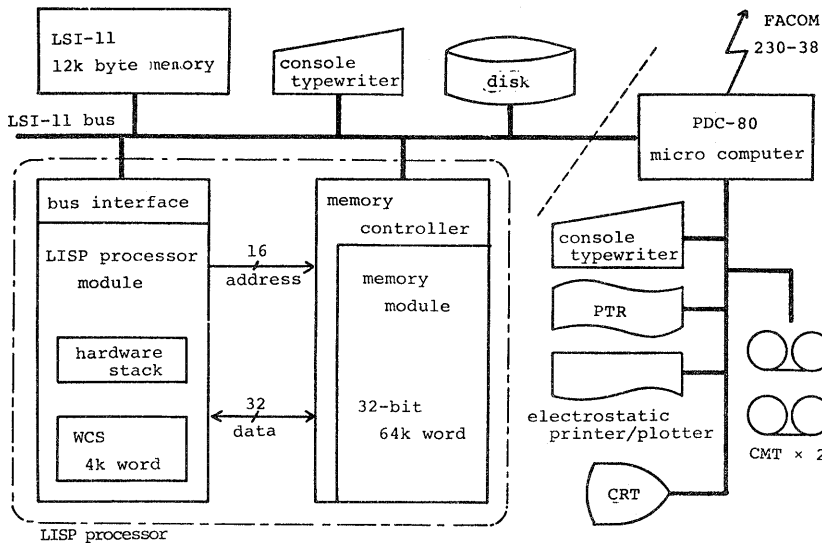 LSI-11
12k byte memory
console
typewriter
disk
FACOM
230-38
LSI-11 bus
PDC-80
micro computer
bus interface
LISP processor
module
hardware
stack
WCS
4k word
16
address
32
data
memory
controller
memory
module
32-bit
64k word
console
typewriter
PTR
electrostatic
printer/plotter
CMT × 2
CRT
LISP processor